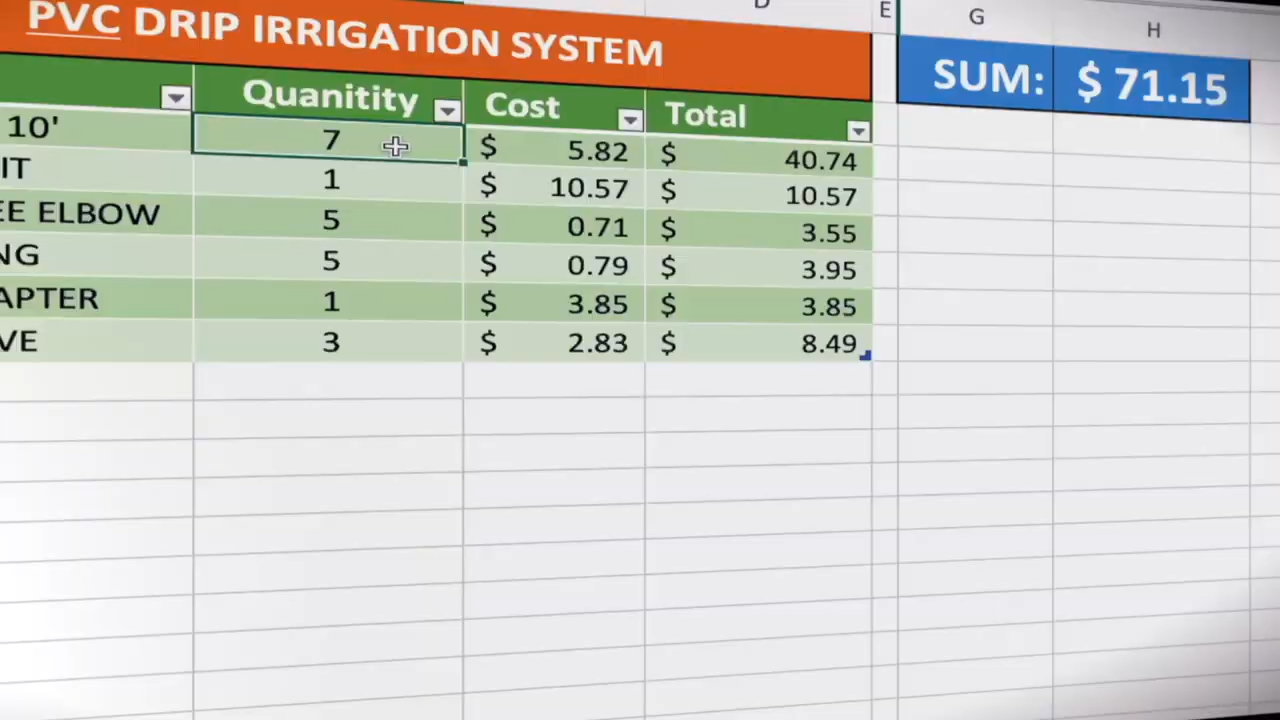 D E G H
PVC DRIP IRRIGATION SYSTEM
SUM: $ 71.15
Quanitity Cost Total
10' 7 $ 5.82 $ 40.74
IT 1 $ 10.57 $ 10.57
EE ELBOW 5 $ 0.71 $ 3.55
NG 5 $ 0.79 $ 3.95
APTER 1 $ 3.85 $ 3.85
VE 3 $ 2.83 $ 8.49